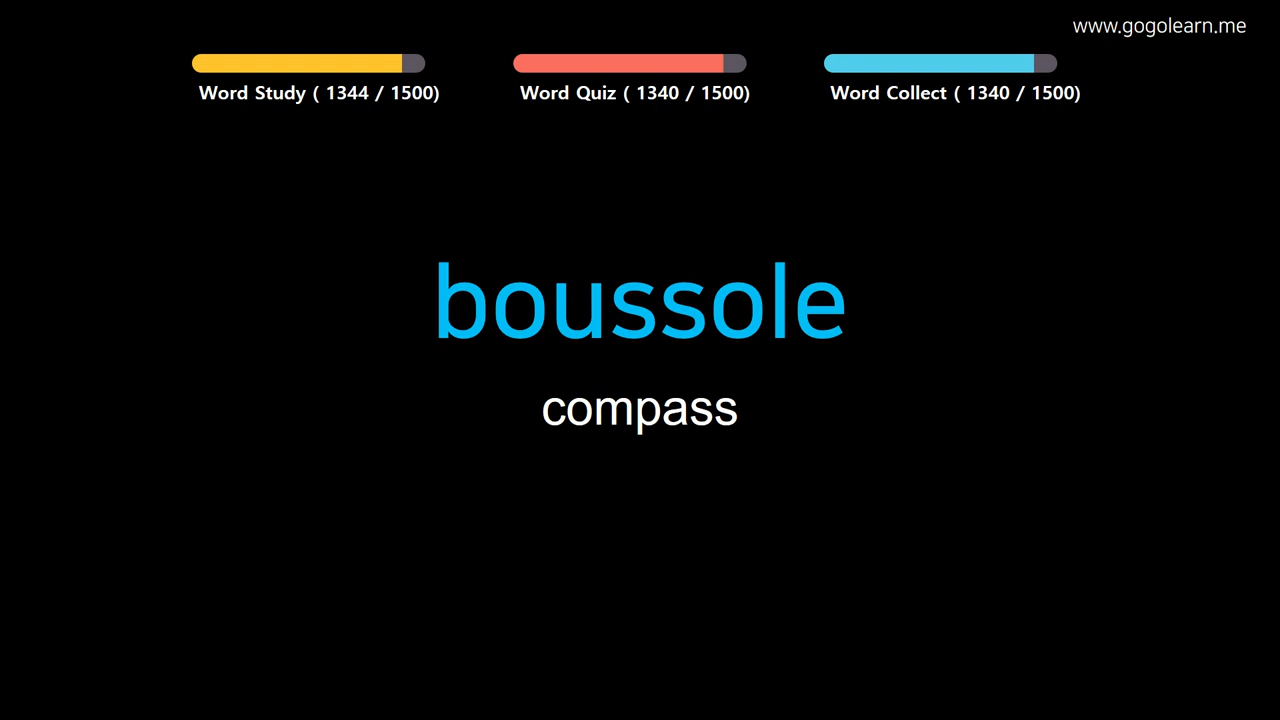 www.gogolearn.me
Word Study ( 1344 / 1500)
Word Quiz ( 1340 / 1500)
Word Collect ( 1340 / 1500)
boussole
compass